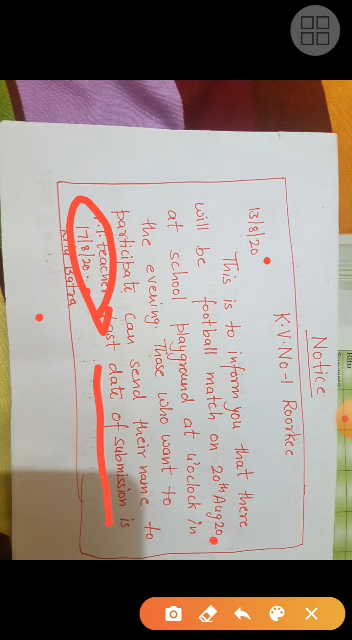 Notice
K.V.No-1 Roorkee
13/8/20
This is to inform you that there
will be football match on 20th Aug 20
at school playground at 4'oclock in
the evening. Those who want to
participate can send their name to
teacher last date of submission is
17/8/20.
Batra